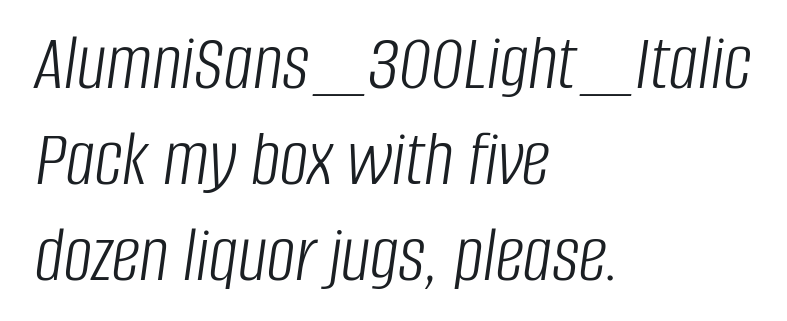 AlumniSans__300Light__Italic
Pack my box with five
dozen liquor jugs, please.